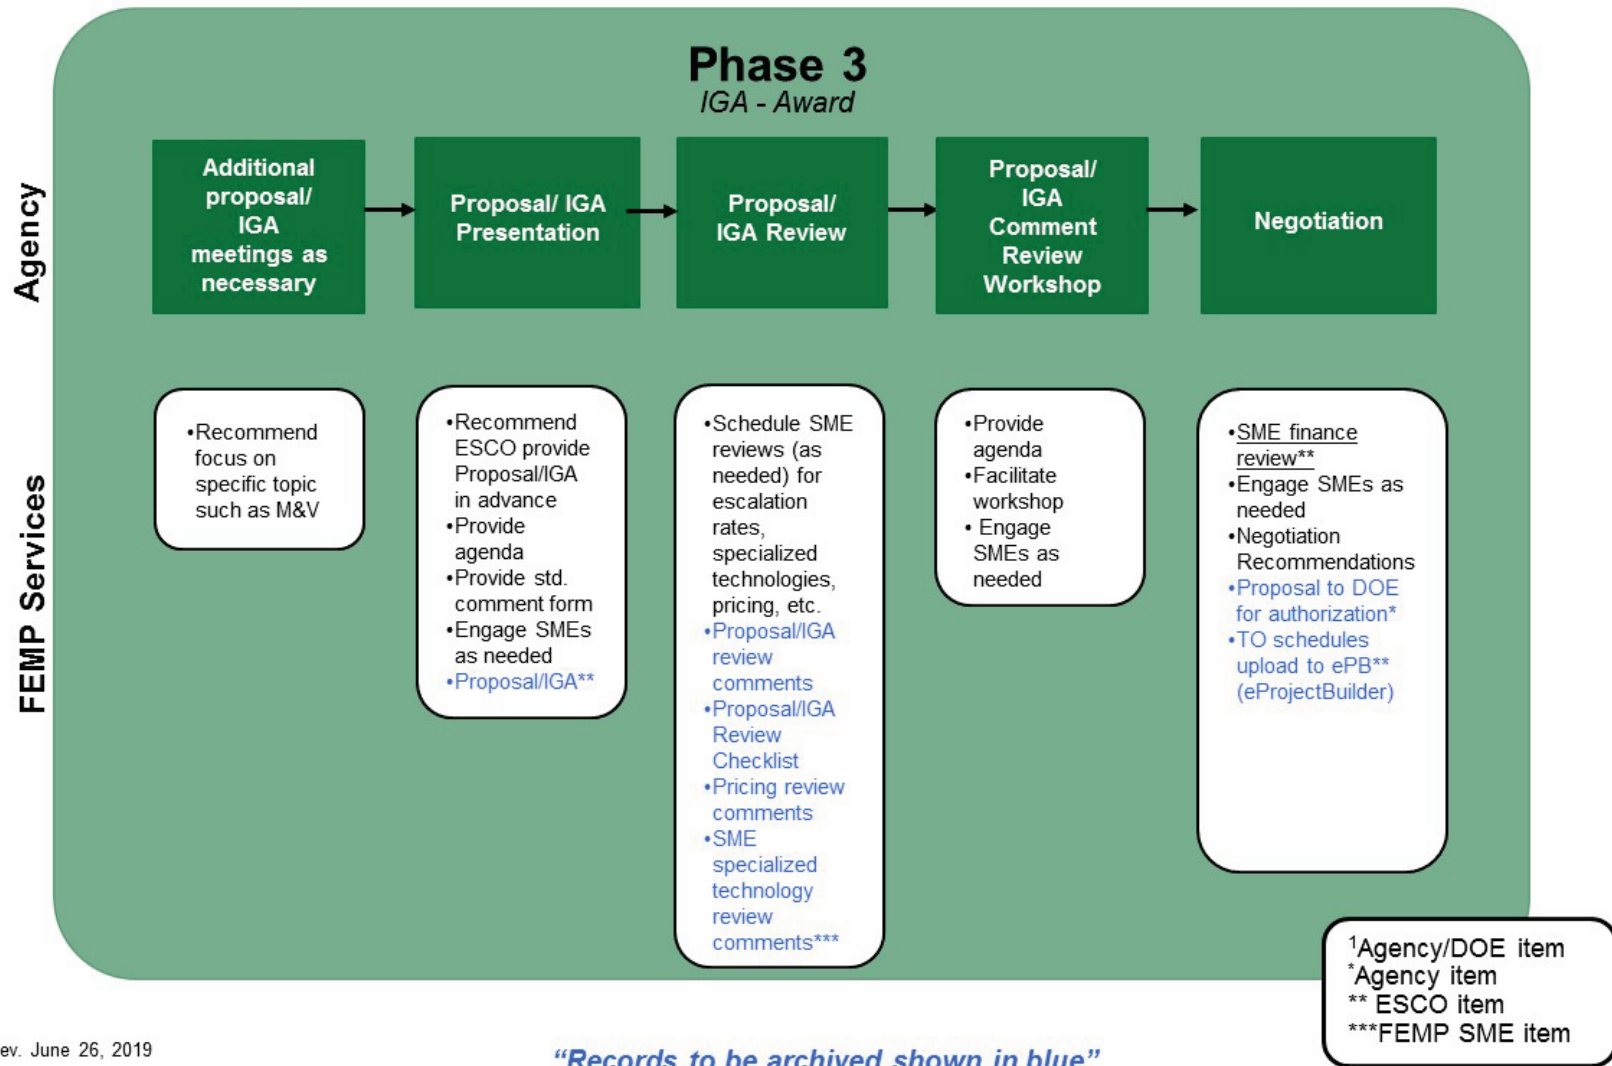 Phase 3
IGA - Award
Agency
Additional
proposal/
IGA
meetings as
necessary
Proposal/ IGA
Presentation
Proposal/
IGA Review
Proposal/
IGA
Comment
Review
Workshop
Negotiation
FEMP Services
•Recommend
focus on
specific topic
such as M&V
•Recommend
ESCO provide
Proposal/IGA
in advance
•Provide
agenda
•Provide std.
comment form
•Engage SMEs
as needed
•Proposal/IGA**
•Schedule SME
reviews (as
needed) for
escalation
rates,
specialized
technologies,
pricing, etc.
•Proposal/IGA
review
comments
•Proposal/IGA
Review
Checklist
•Pricing review
comments
•SME
specialized
technology
review
comments***
•Provide
agenda
•Facilitate
workshop
• Engage
SMEs as
needed
•SME finance
review**
•Engage SMEs as
needed
•Negotiation
Recommendations
•Proposal to DOE
for authorization*
•TO schedules
upload to ePB**
(eProjectBuilder)
¹Agency/DOE item
*Agency item
** ESCO item
***FEMP SME item
ev. June 26, 2019
“Records to be archived shown in blue”